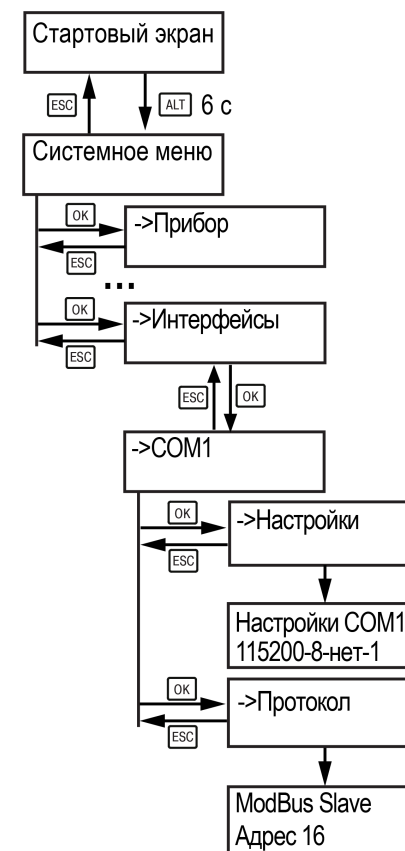 Стартовый экран
ESC
ALT 6 с
Системное меню
OK
->Прибор
ESC
...
OK
->Интерфейсы
ESC
ESC
OK
->COM1
OK
->Настройки
ESC
Настройки COM1
115200-8-нет-1
OK
->Протокол
ESC
ModBus Slave
Адрес 16